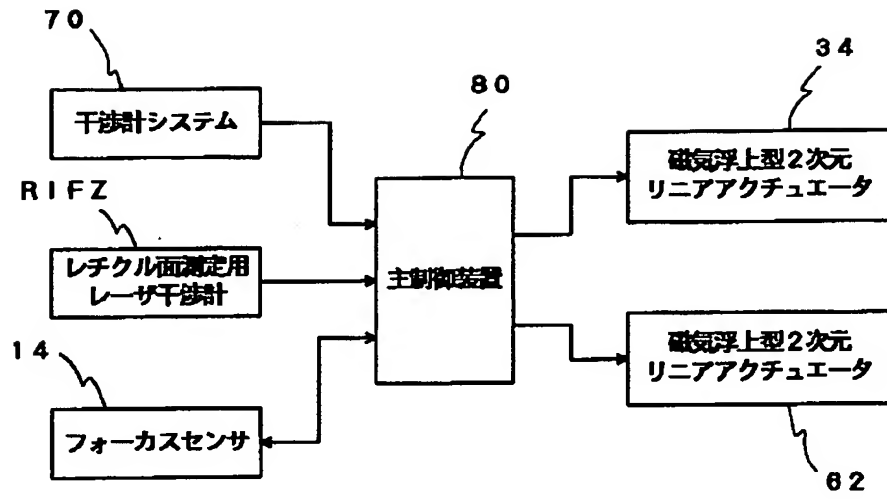 70
干渉計システム
RIFZ
レチクル面測定用
レーザ干渉計
14
フォーカスセンサ
80
主制御装置
34
磁気浮上型2次元
リニアアクチュエータ
磁気浮上型2次元
リニアアクチュエータ
62